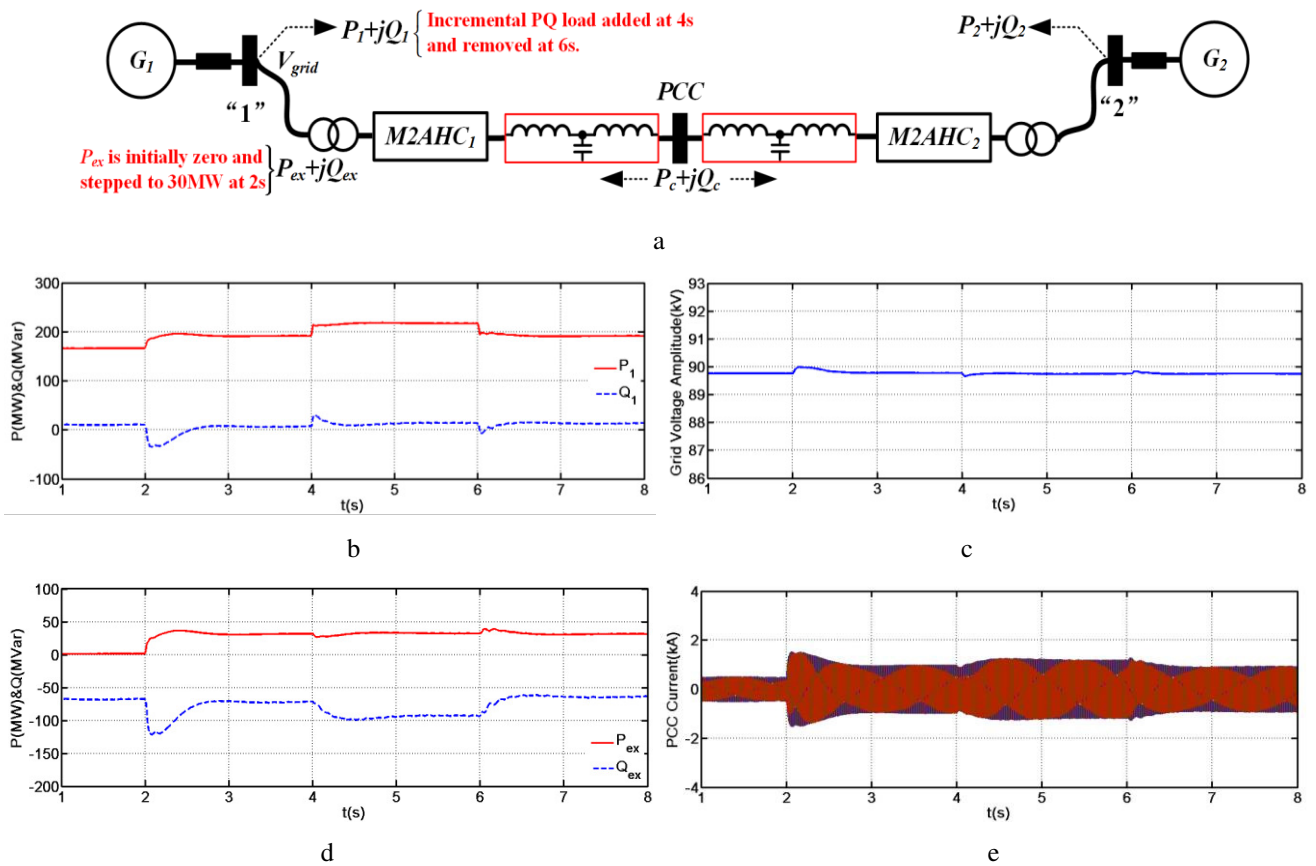 G1
Vgrid
“1”
P1+jQ1
Incremental PQ load added at 4s
and removed at 6s.
Pex is initially zero and
stepped to 30MW at 2s
Pex+jQex
M2AHC1
PCC
Pc+jQc
M2AHC2
P2+jQ2
“2”
G2
a
300
200
100
0
-100
P(MW)&Q(MVar)
P1
Q1
1 2 3 4 5 6 7 8
t(s)
b
93
92
91
90
89
88
87
86
Grid Voltage Amplitude(kV)
1 2 3 4 5 6 7 8
t(s)
c
100
50
0
-50
-100
-150
-200
P(MW)&Q(MVar)
Pex
Qex
1 2 3 4 5 6 7 8
t(s)
d
4
2
0
-2
-4
PCC Current(kA)
1 2 3 4 5 6 7 8
t(s)
e